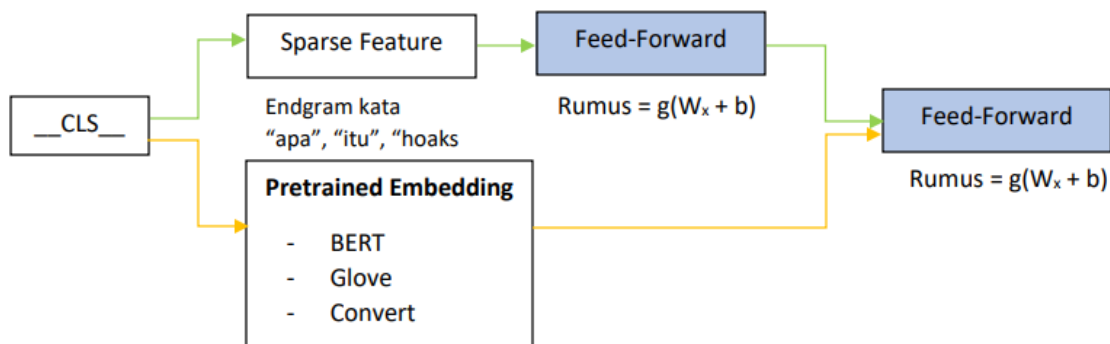 Sparse Feature
Feed-Forward
__CLS__
Endgram kata
“apa”, “itu”, “hoaks
Rumus = g(Wₓ + b)
Feed-Forward
Rumus = g(Wₓ + b)
Pretrained Embedding
- BERT
- Glove
- Convert